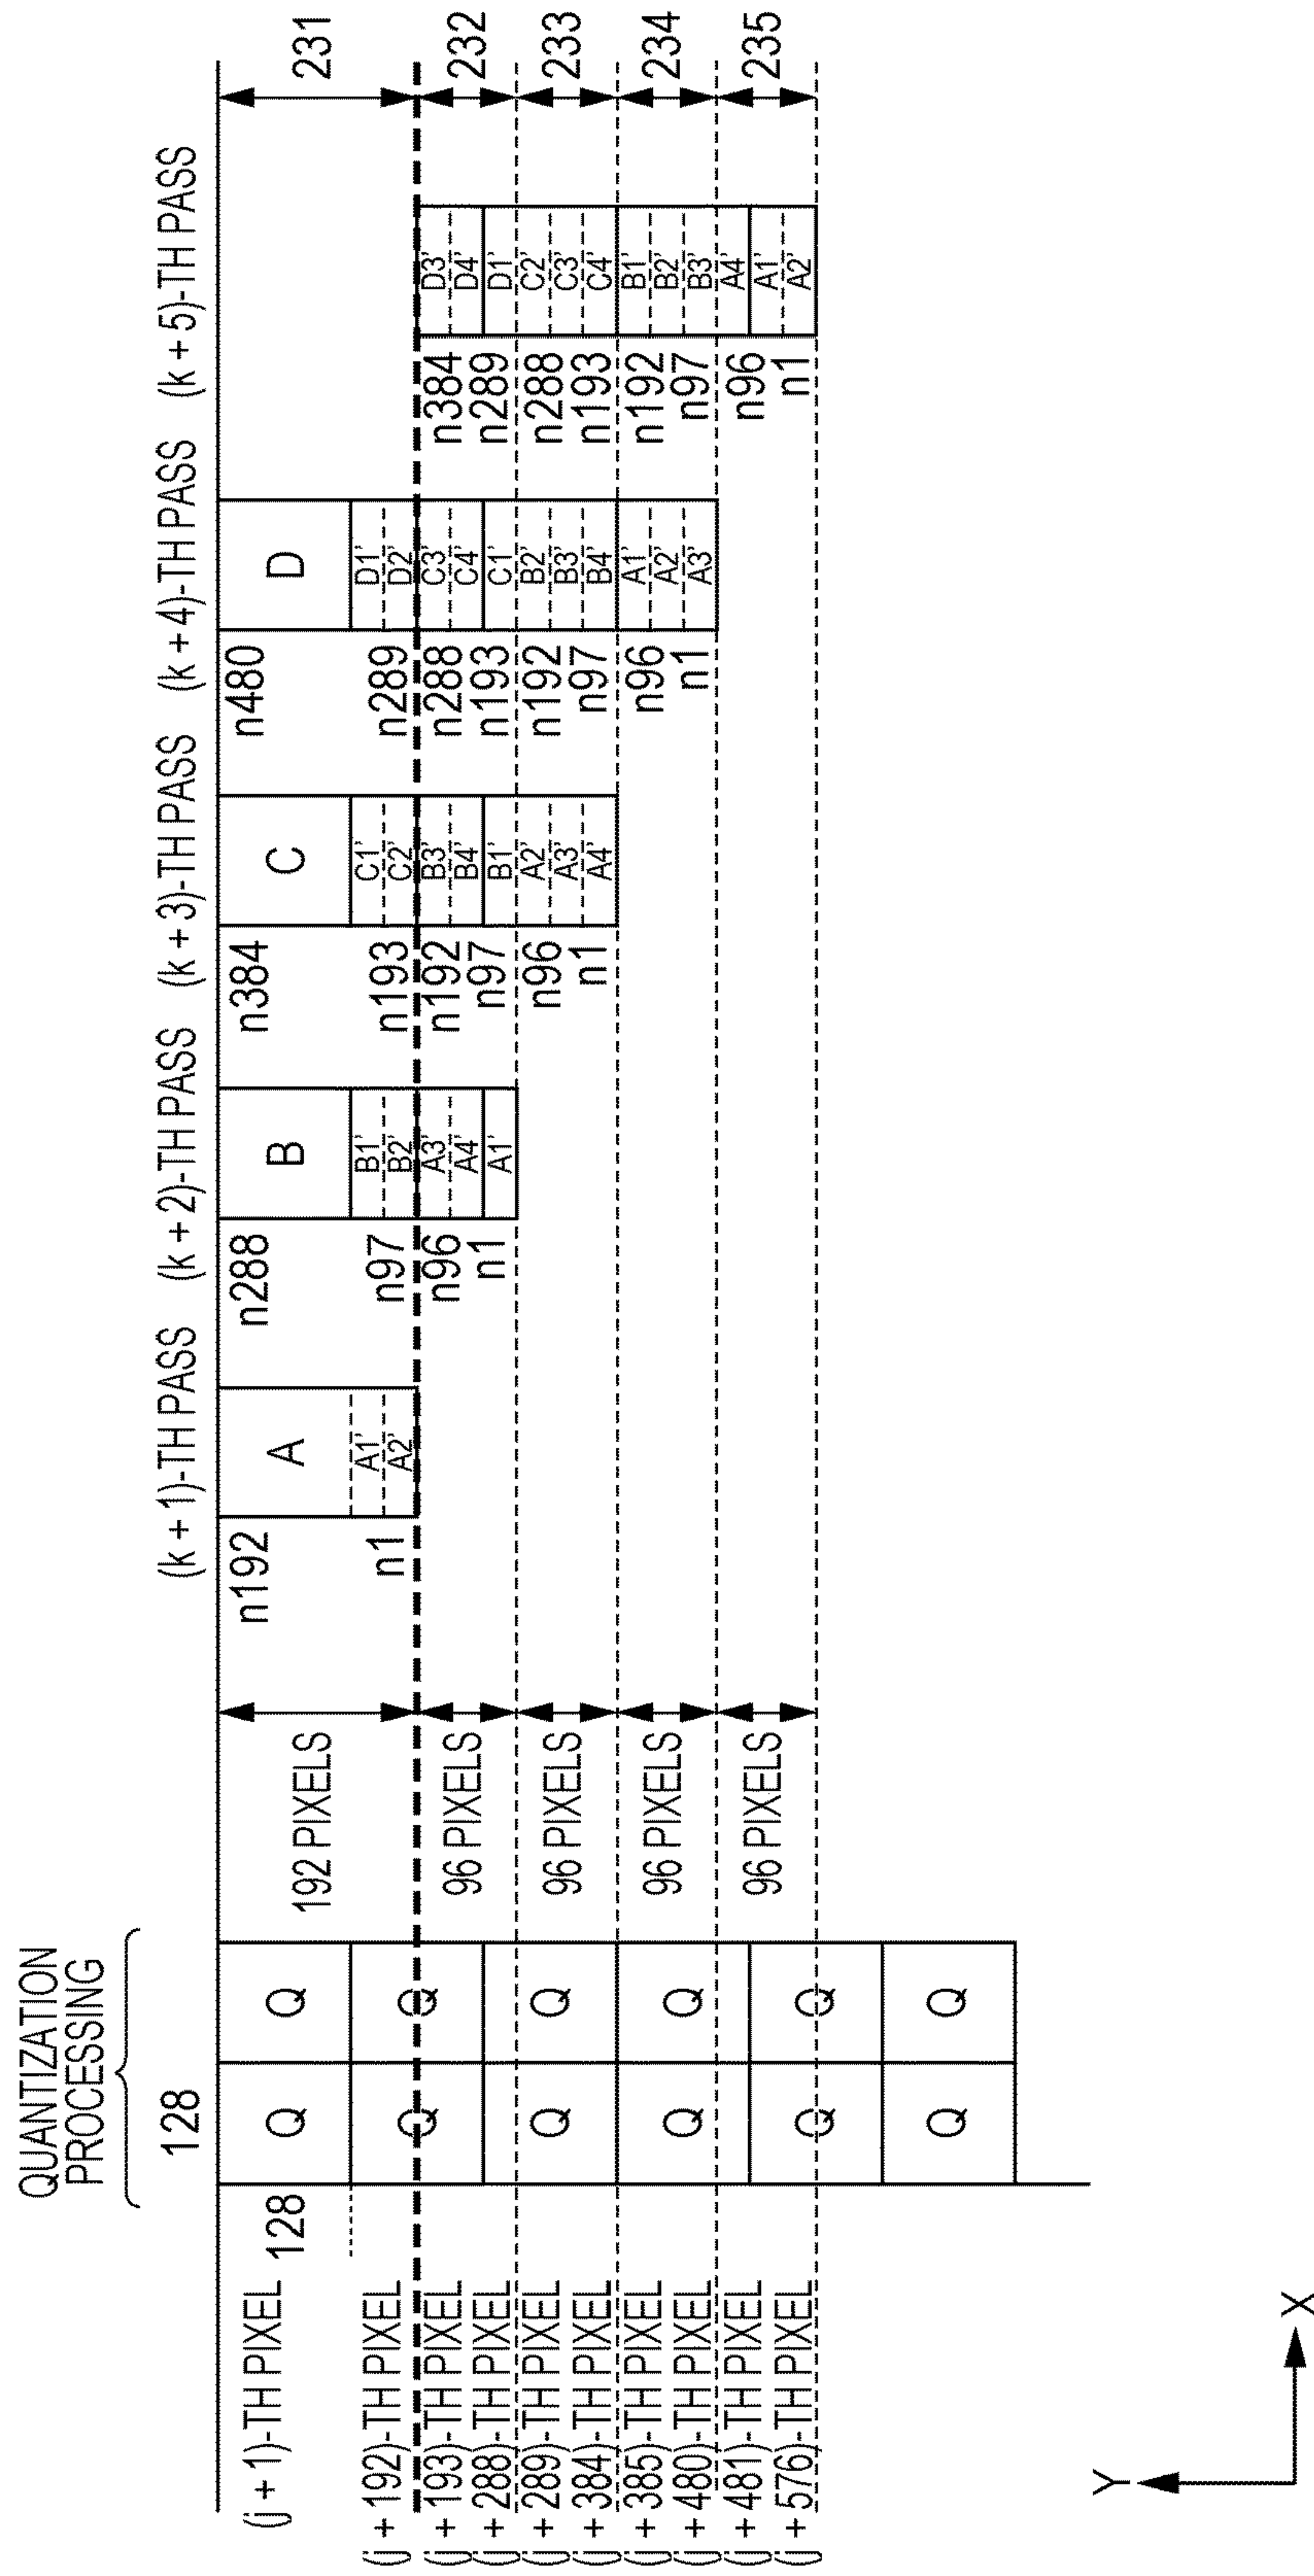 QUANTIZATION
PROCESSING
128
128
(k + 1)-TH PASS (k + 2)-TH PASS (k + 3)-TH PASS (k + 4)-TH PASS (k + 5)-TH PASS
(j + 1)-TH PIXEL
(j + 192)-TH PIXEL
(j + 193)-TH PIXEL
(j + 288)-TH PIXEL
(j + 289)-TH PIXEL
(j + 384)-TH PIXEL
(j + 385)-TH PIXEL
(j + 480)-TH PIXEL
(j + 481)-TH PIXEL
(j + 576)-TH PIXEL
Q Q
Q Q
Q Q
Q Q
Q Q
Q Q
192 PIXELS
96 PIXELS
96 PIXELS
96 PIXELS
96 PIXELS
n192
n1
A
A1'
A2'
n288
n97
n96
n1
B
B1'
B2'
A3'
A4'
A1'
n384
n193
n192
n97
n96
n1
C
C1'
C2'
B3'
B4'
B1'
A2'
A3'
A4'
n480
n289
n288
n193
n192
n97
n96
n1
D
D1'
D2'
C3'
C4'
C1'
B2'
B3'
B4'
A1'
A2'
A3'
n384
n289
n288
n193
n192
n97
n96
n1
D3'
D4'
D1'
C2'
C3'
C4'
B1'
B2'
B3'
A4'
A1'
A2'
231
232
233
234
235
Y
X